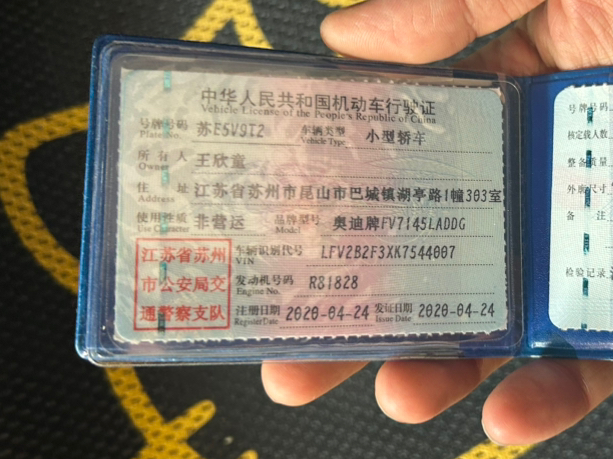 中华人民共和国机动车行驶证
Vehicle License of the People's Republic of China
号牌号码 苏E5V9T2 车辆类型 小型轿车
Plate No. Vehicle Type
所有人 王欣童
Owner
住址 江苏省苏州市昆山市巴城镇湖亭路1幢303室
Address
使用性质 非营运 品牌型号 奥迪牌FV7145LADDG
Use Character Model
江苏省苏州
市公安局交
通警察支队
车辆识别代号 LFV2B2F3XK7544007
VIN
发动机号码 R81828
Engine No.
注册日期 2020-04-24 发证日期 2020-04-24
Register Date Issue Date
号牌号码
核定载人数
整备质量
外廓尺寸
备注
检验记录